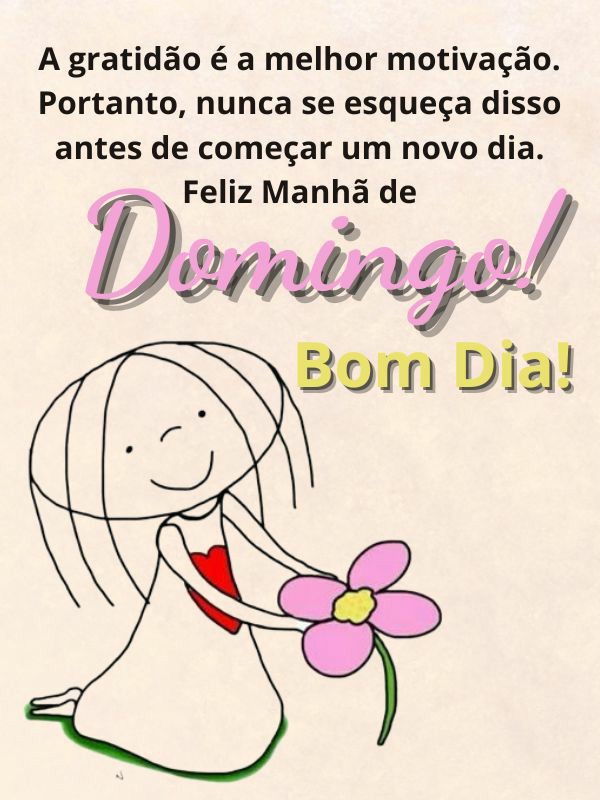 A gratidão é a melhor motivação.
Portanto, nunca se esqueça disso
antes de começar um novo dia.
Feliz Manhã de
Domingo!
Bom Dia!